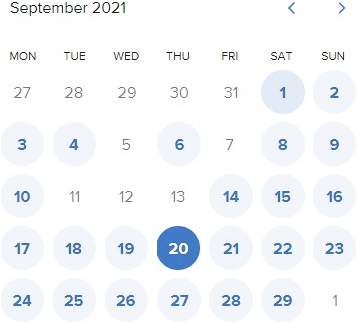 September 2021
MON TUE WED THU FRI SAT SUN
27 28 29 30 31 1 2
3 4 5 6 7 8 9
10 11 12 13 14 15 16
17 18 19 20 21 22 23
24 25 26 27 28 29 1